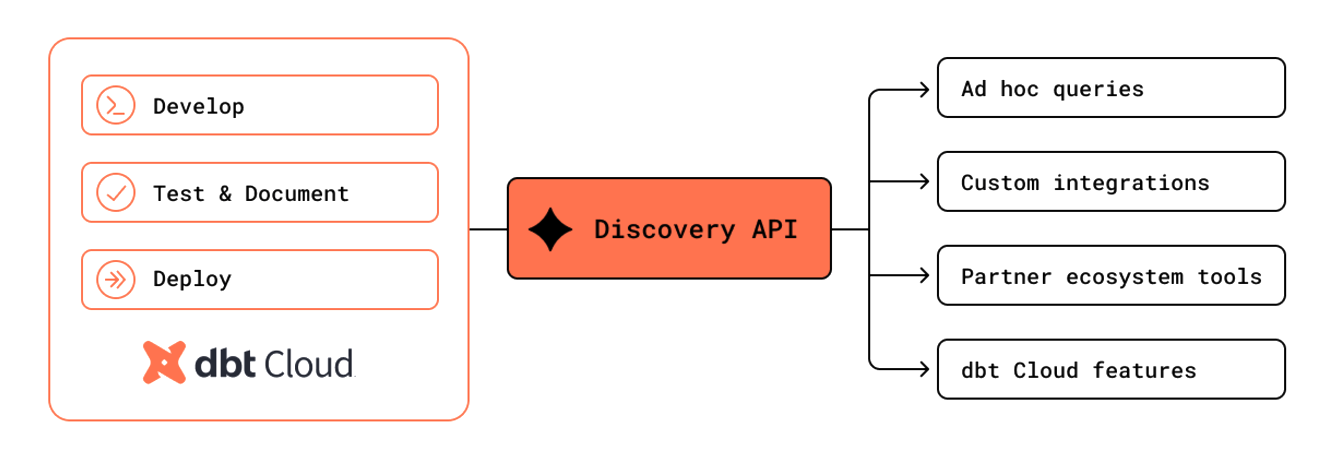 Develop
Test & Document
Deploy
dbt Cloud
Discovery API
Ad hoc queries
Custom integrations
Partner ecosystem tools
dbt Cloud features